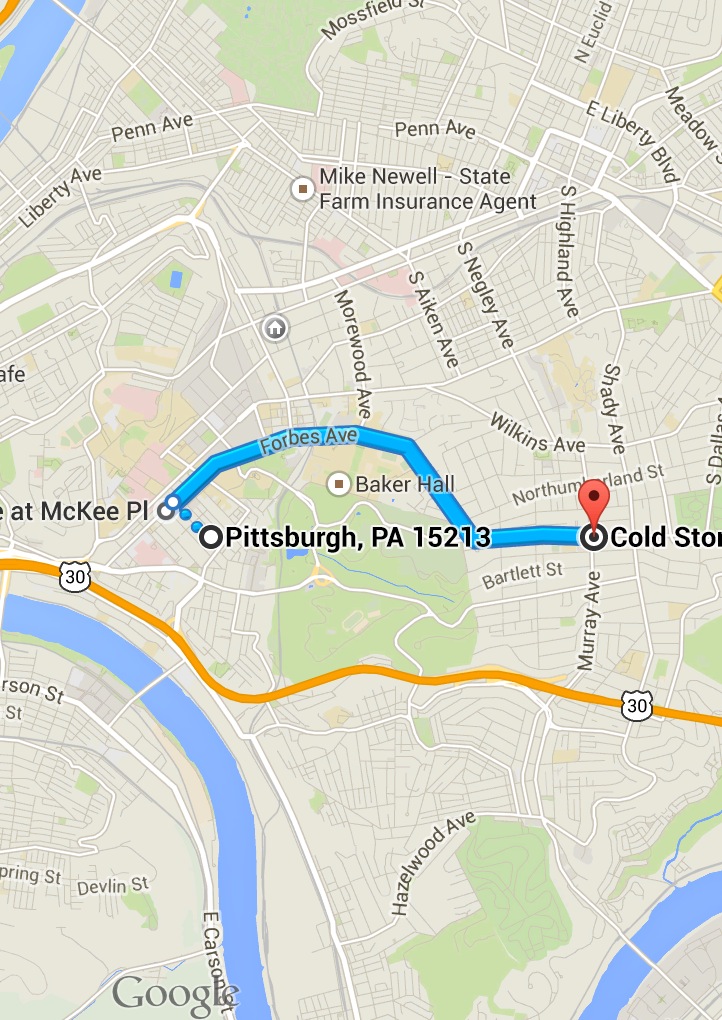 Mossfield St
N Euclid
Meadow S
E Liberty Blvd
Penn Ave
Penn Ave
Liberty Ave
Mike Newell - State
Farm Insurance Agent
S Highland Ave
S Negley Ave
S Aiken Ave
Morewood Ave
afe
Shady Ave
Wilkins Ave
S Dallas A
Forbes Ave
Northumberland St
Baker Hall
e at McKee Pl
Pittsburgh, PA 15213
Cold Stor
Bartlett St
30
Murray Ave
rson St
St
30
Hazelwood Ave
pring St
Devlin St
E Carson St
Google